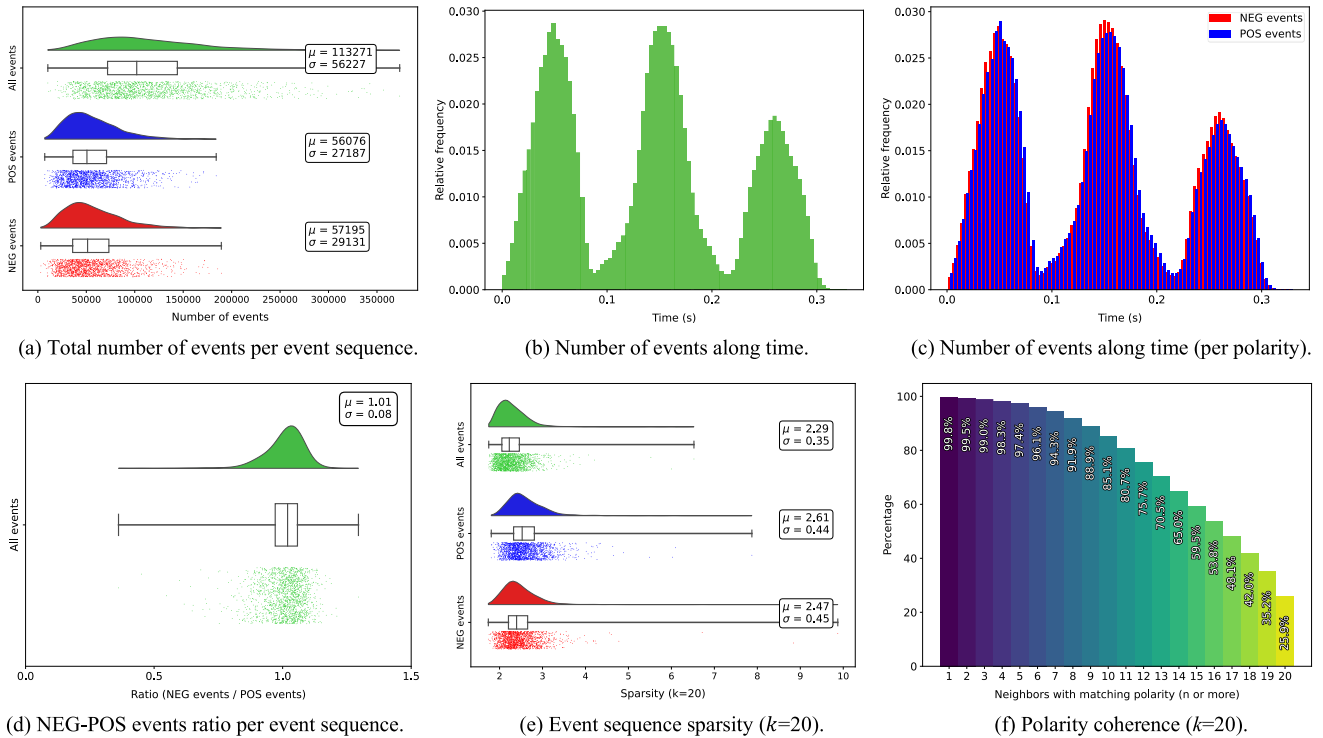 All events
μ = 113271
σ = 56227
POS events
μ = 56076
σ = 27187
NEG events
μ = 57195
σ = 29131
0 50000 100000 150000 200000 250000 300000 350000
Number of events
(a) Total number of events per event sequence.
0.030
0.025
0.020
0.015
0.010
0.005
0.000
Relative frequency
0.0 0.1 0.2 0.3
Time (s)
(b) Number of events along time.
NEG events
POS events
0.030
0.025
0.020
0.015
0.010
0.005
0.000
Relative frequency
0.0 0.1 0.2 0.3
Time (s)
(c) Number of events along time (per polarity).
μ = 1.01
σ = 0.08
All events
0.0 0.5 1.0 1.5
Ratio (NEG events / POS events)
(d) NEG-POS events ratio per event sequence.
All events
μ = 2.29
σ = 0.35
POS events
μ = 2.61
σ = 0.44
NEG events
μ = 2.47
σ = 0.45
2 3 4 5 6 7 8 9 10
Sparsity (k=20)
(e) Event sequence sparsity (k=20).
100
80
60
40
20
0
Percentage
99.8% 99.5% 99.0% 98.3% 97.4% 96.1% 94.3% 91.9% 88.9% 85.1% 80.7% 75.7% 70.5% 65.0% 59.5% 53.8% 48.1% 42.0% 35.2% 25.9%
1 2 3 4 5 6 7 8 9 10 11 12 13 14 15 16 17 18 19 20
Neighbors with matching polarity (n or more)
(f) Polarity coherence (k=20).